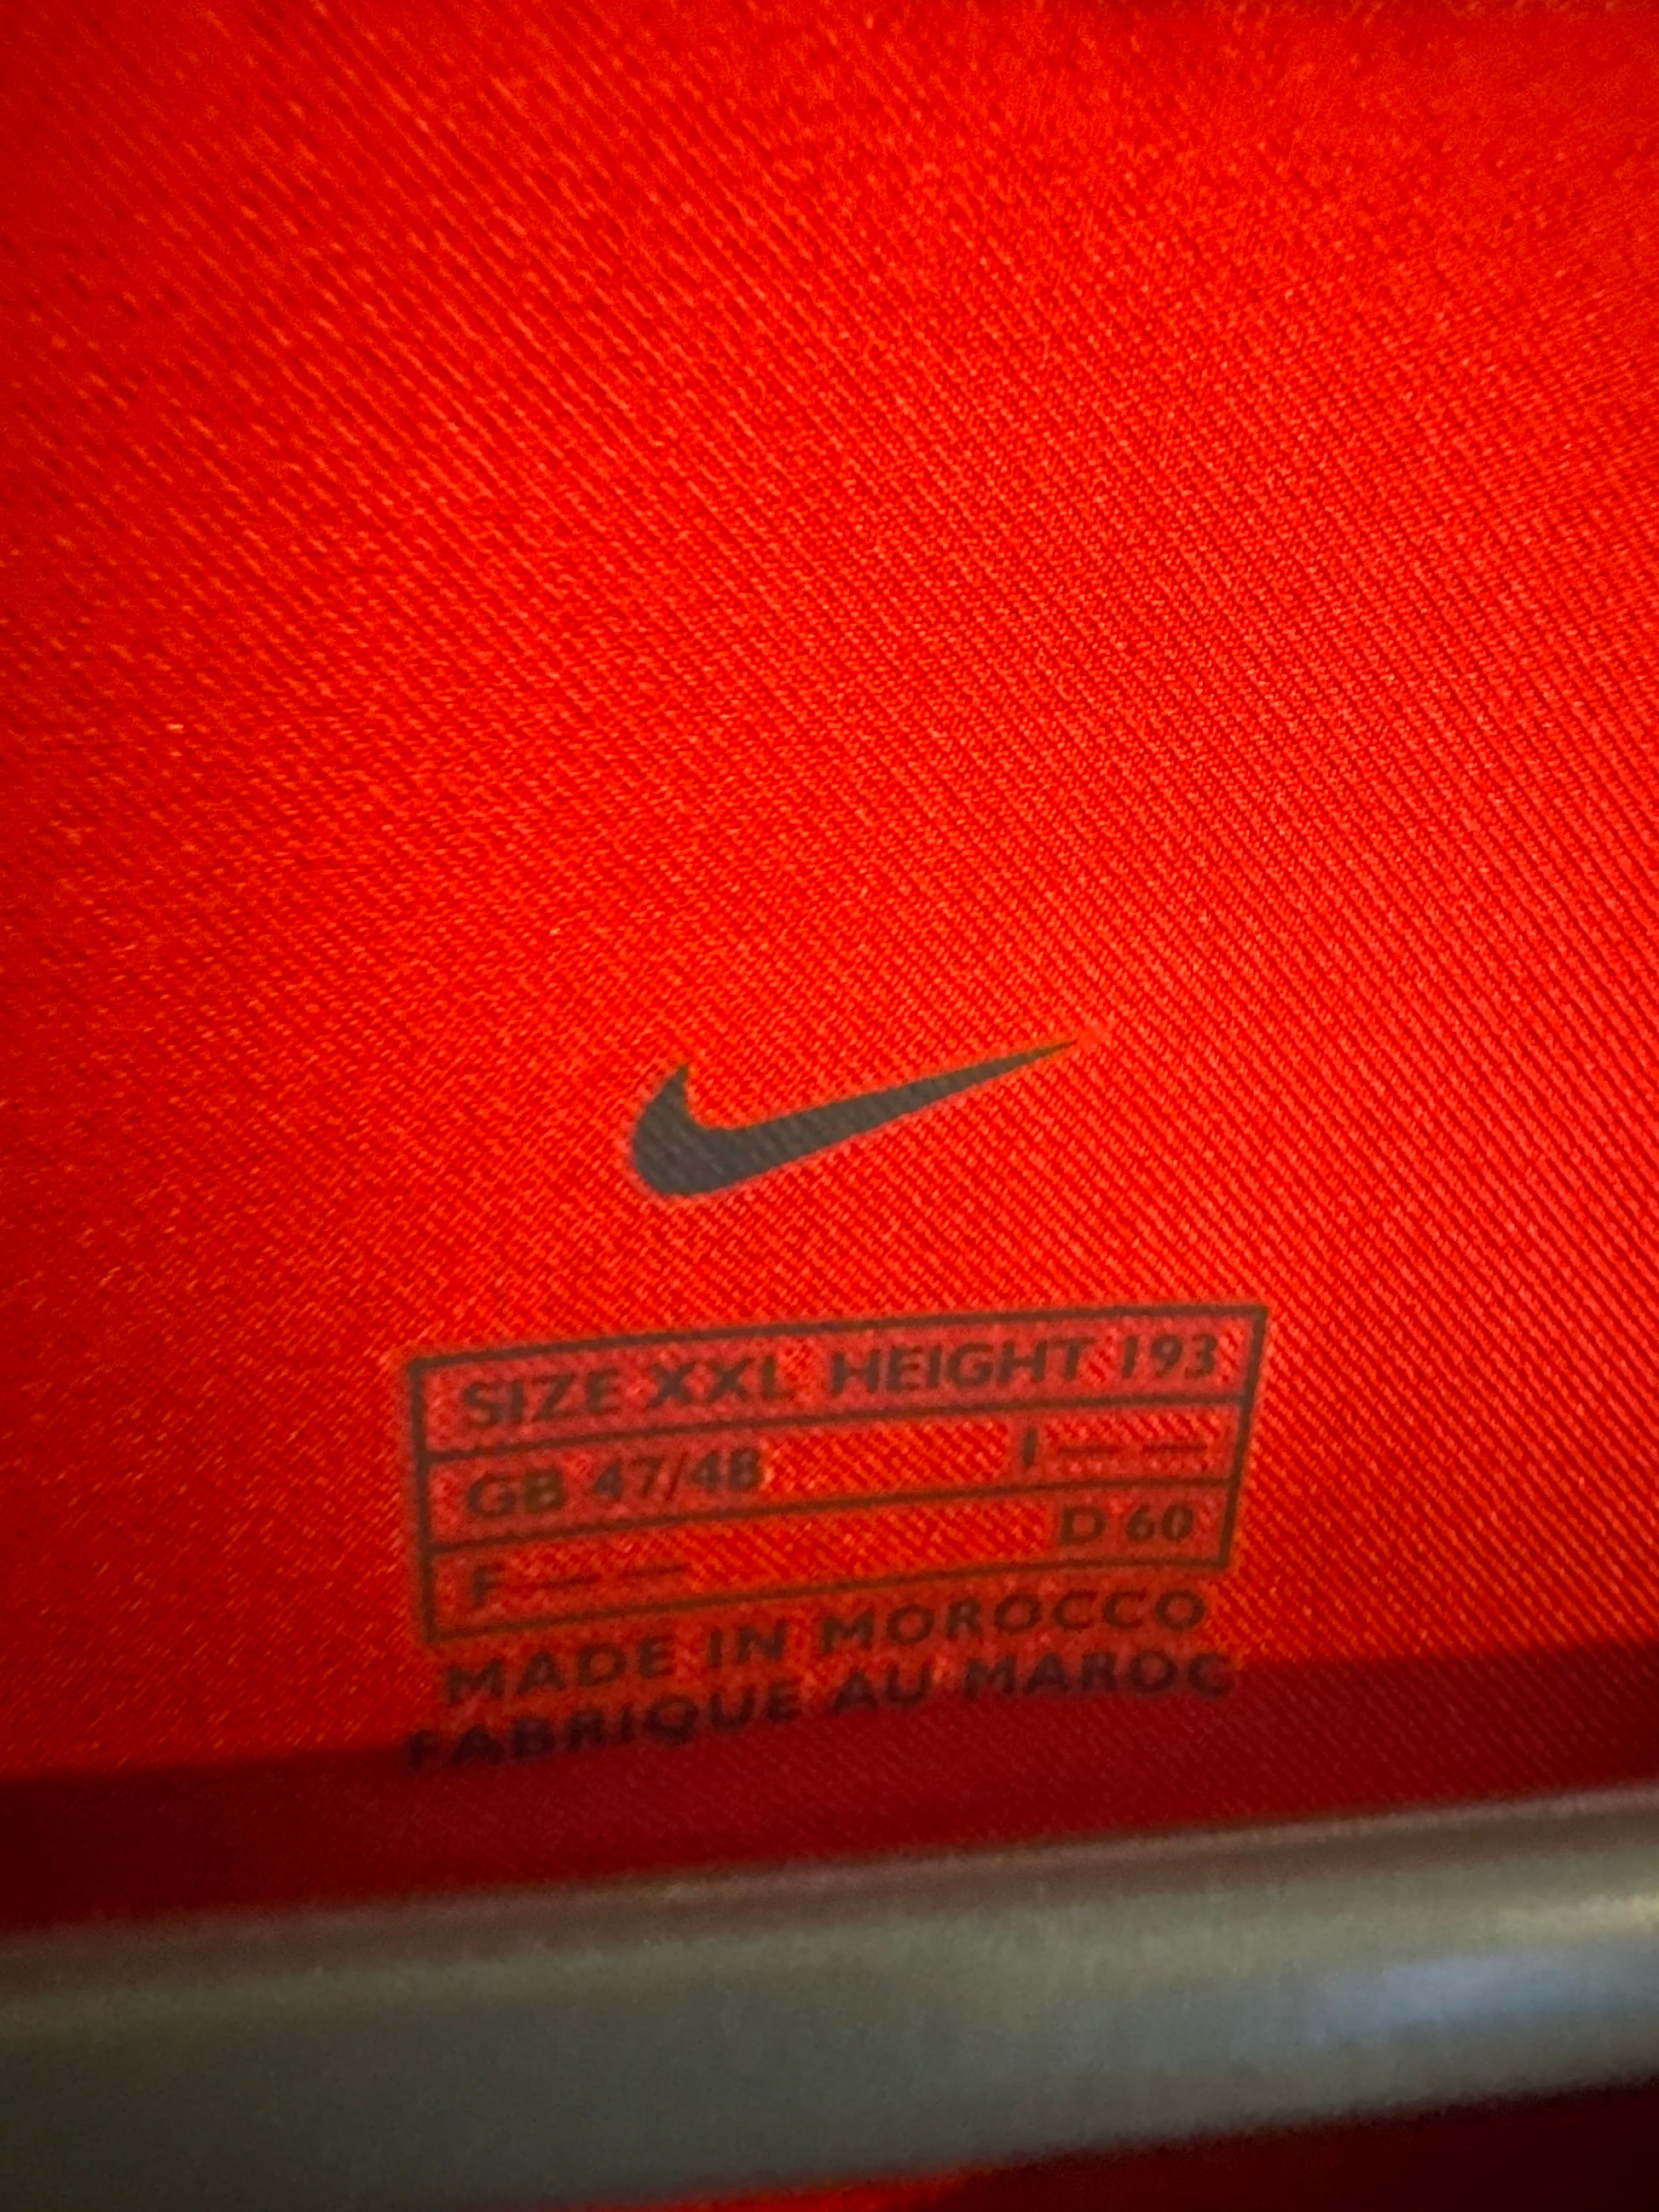 SIZE XXL HEIGHT 193
GB 47/48 I — —
F — — D 60
MADE IN MOROCCO
FABRIQUE AU MAROC